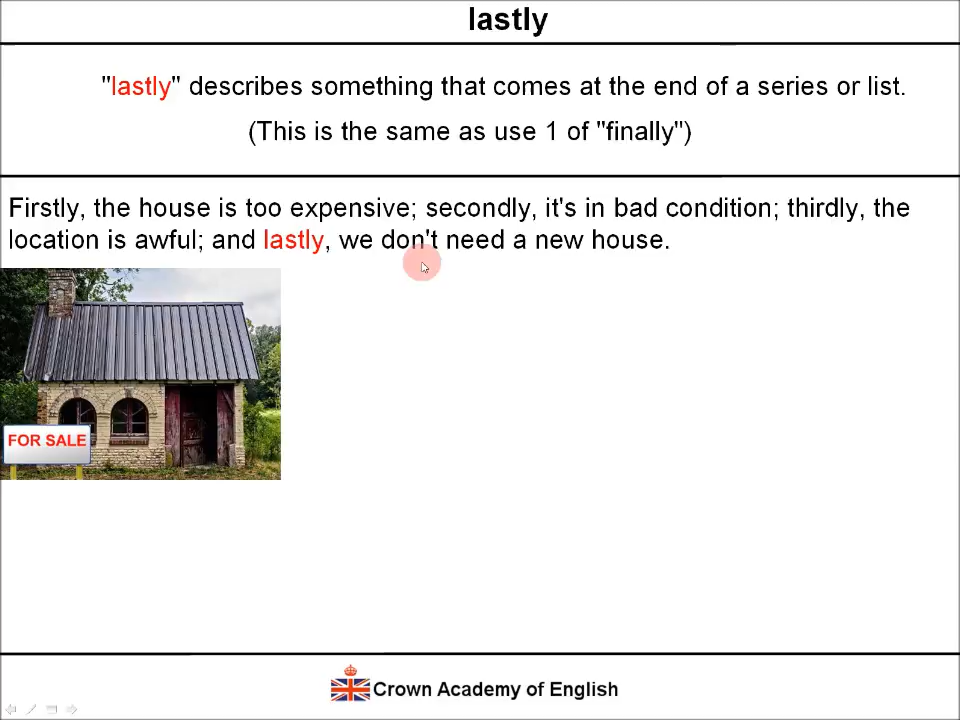 lastly
"lastly" describes something that comes at the end of a series or list.
(This is the same as use 1 of "finally")
Firstly, the house is too expensive; secondly, it's in bad condition; thirdly, the
location is awful; and lastly, we don't need a new house.
FOR SALE
Crown Academy of English